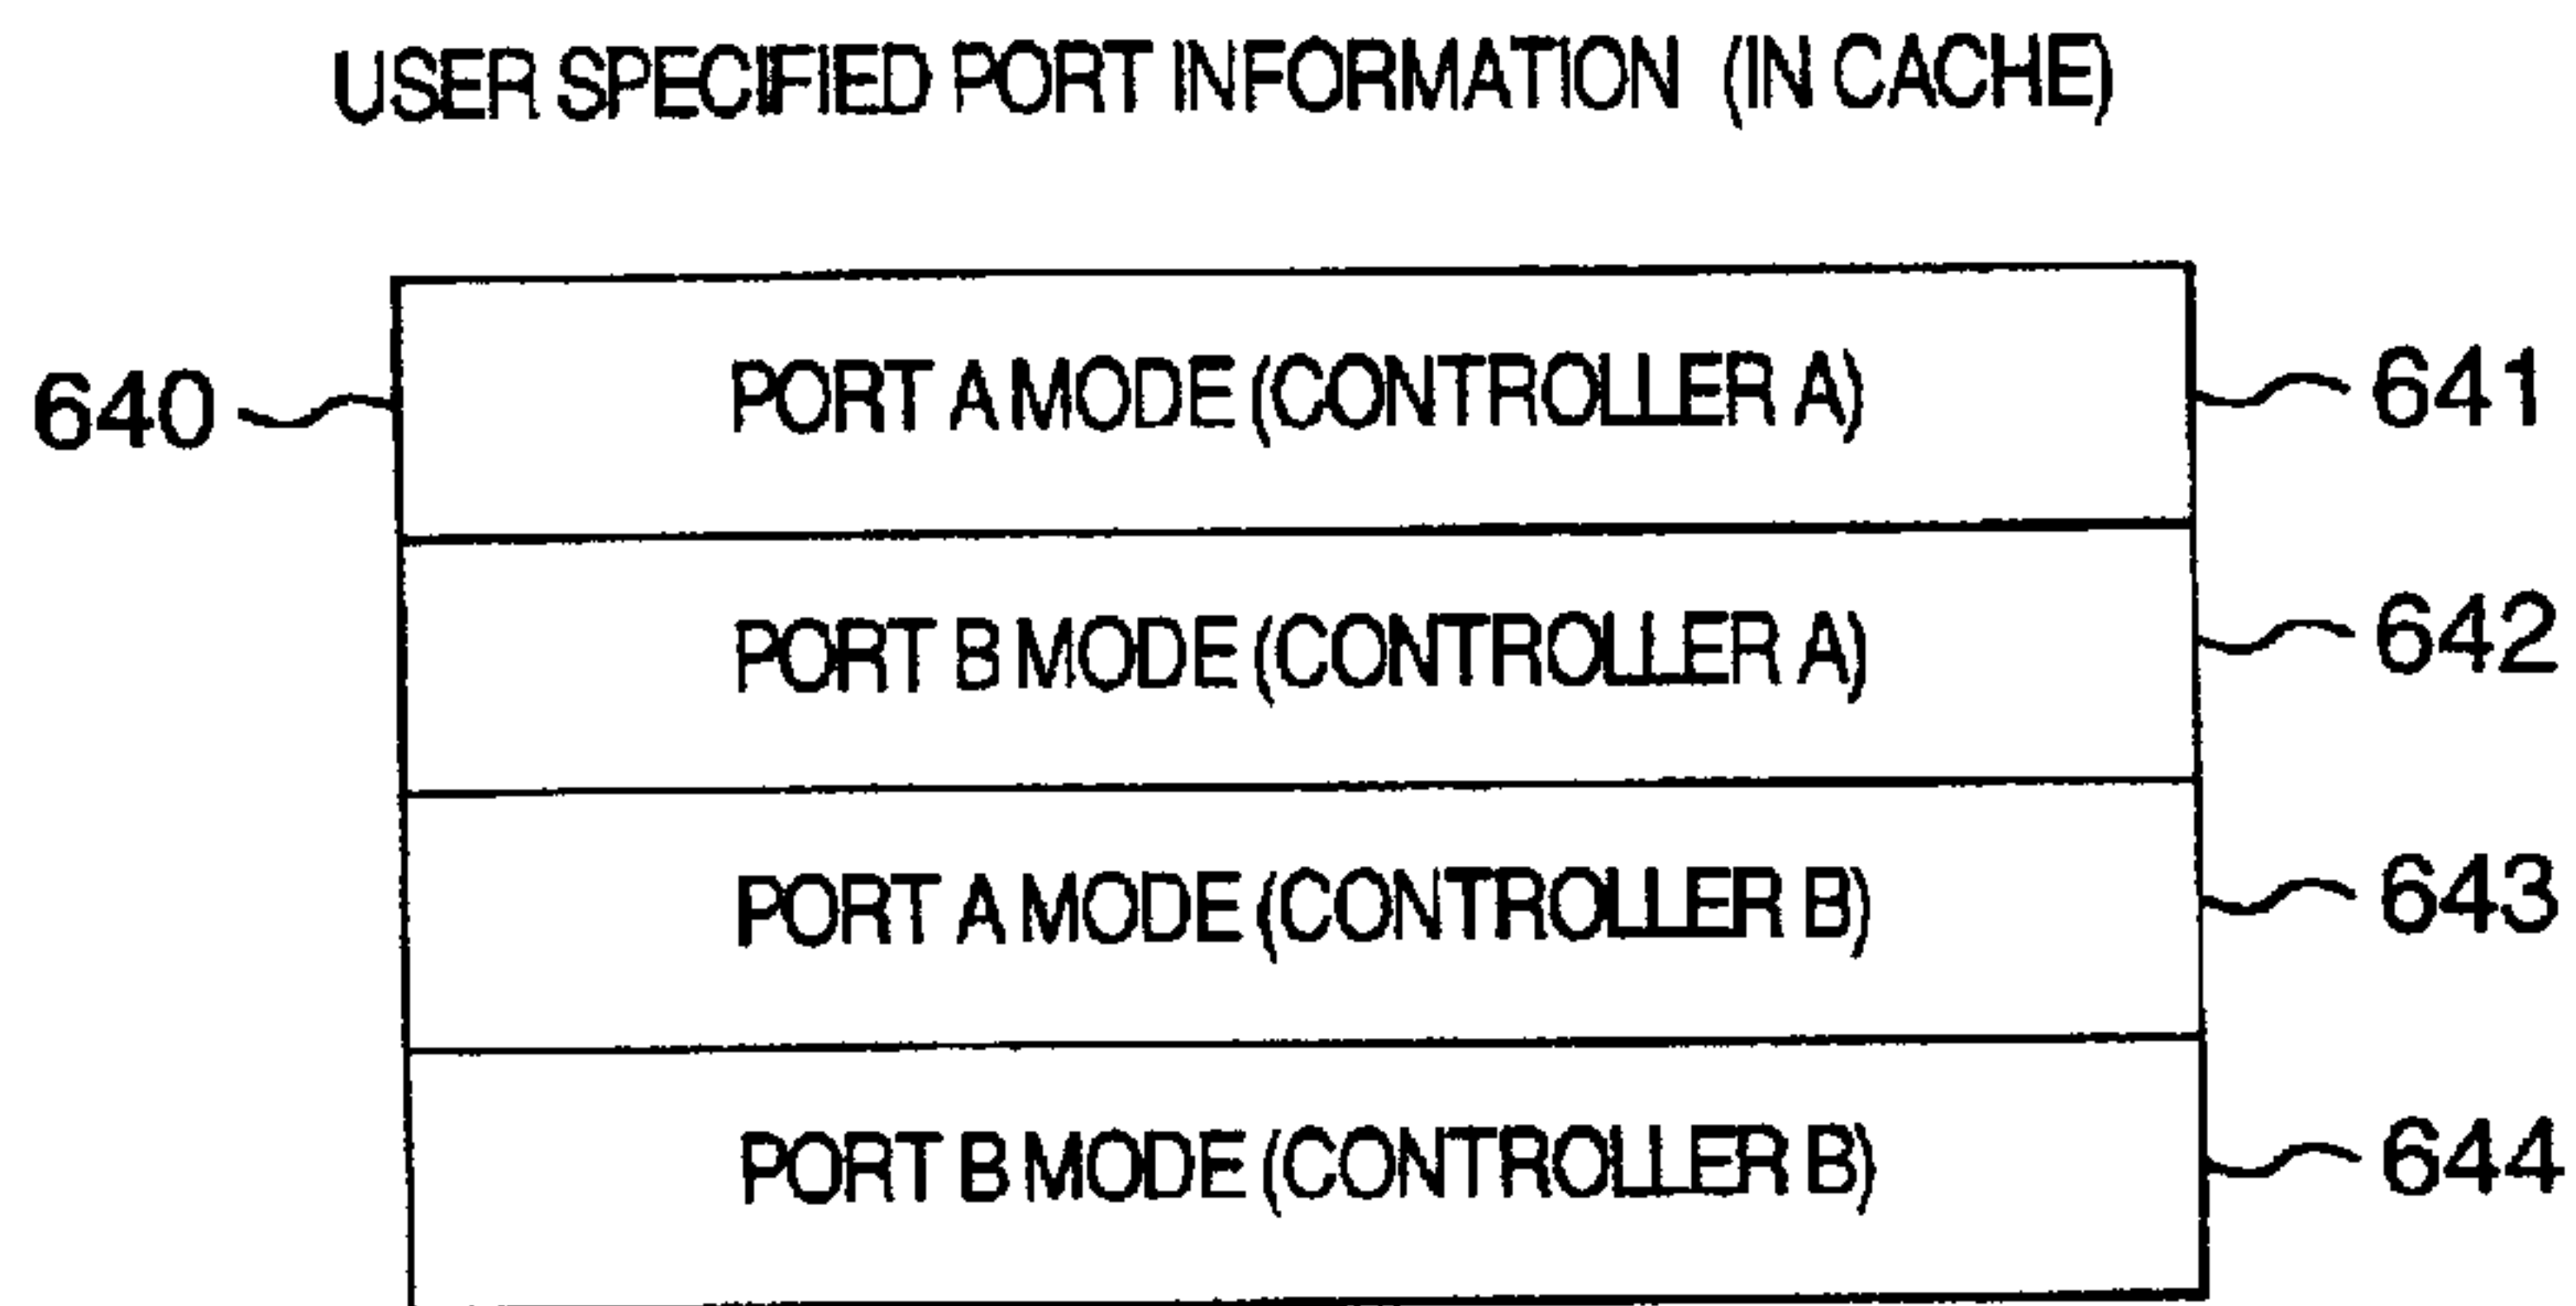 USER SPECIFIED PORT INFORMATION (IN CACHE)
640 PORT A MODE (CONTROLLER A) 641
PORT B MODE (CONTROLLER A) 642
PORT A MODE (CONTROLLER B) 643
PORT B MODE (CONTROLLER B) 644